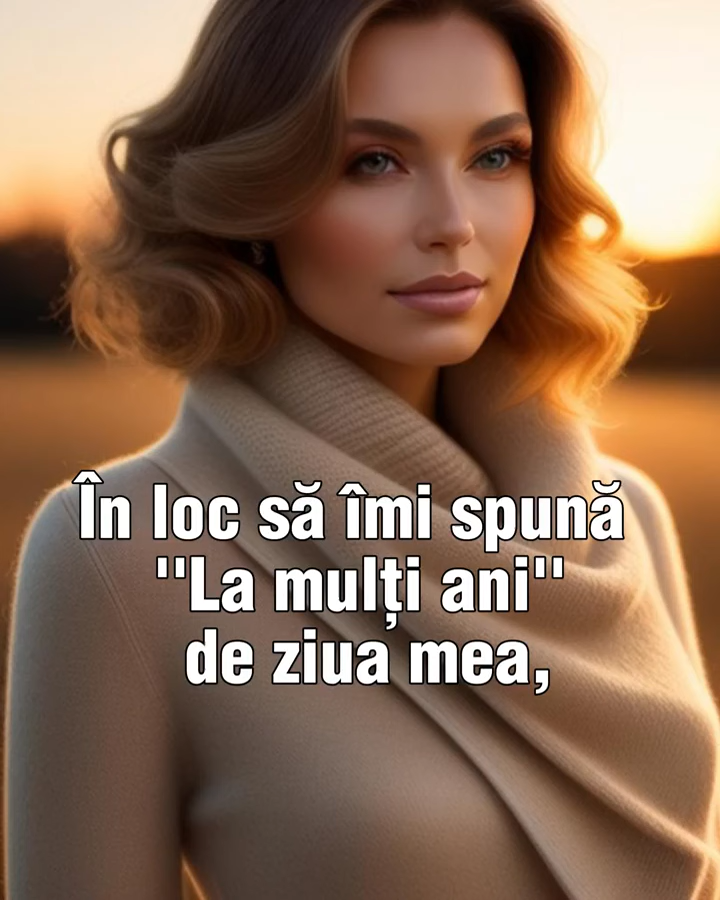 În loc să îmi spună
"La mulți ani"
de ziua mea,